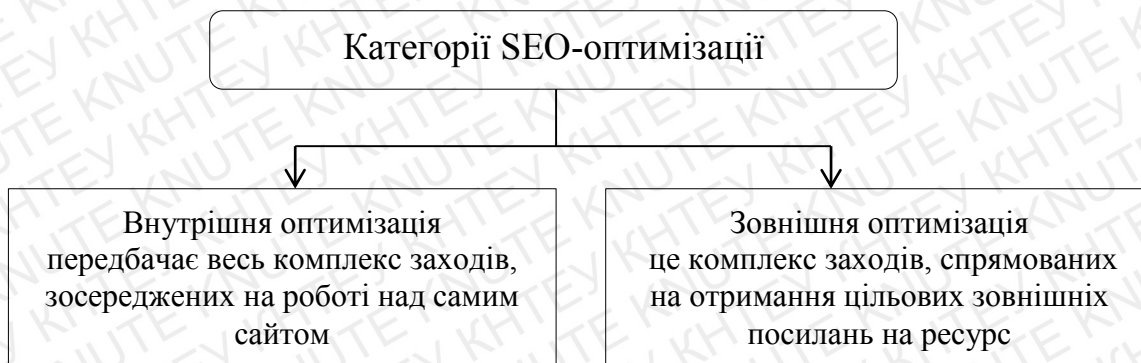 Категорії SEO-оптимізації
Внутрішня оптимізація
передбачає весь комплекс заходів,
зосереджених на роботі над самим
сайтом
Зовнішня оптимізація
це комплекс заходів, спрямованих
на отримання цільових зовнішніх
посилань на ресурс